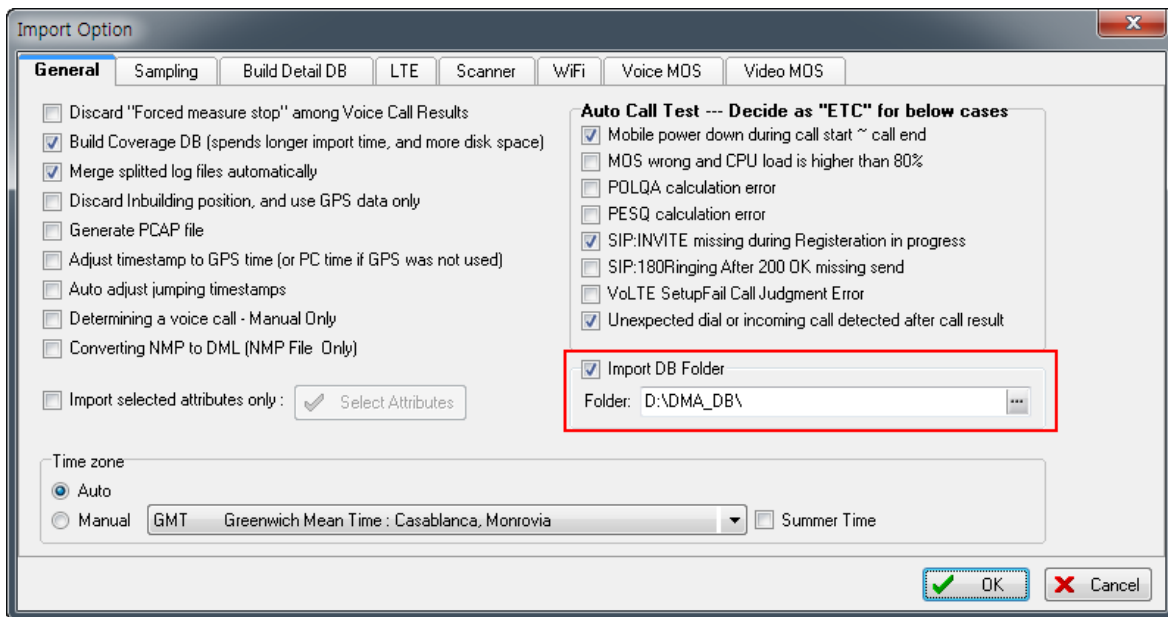 Import Option
General
Sampling
Build Detail DB
LTE
Scanner
WiFi
Voice MOS
Video MOS
Discard "Forced measure stop" among Voice Call Results
Build Coverage DB (spends longer import time, and more disk space)
Merge splitted log files automatically
Discard Inbuilding position, and use GPS data only
Generate PCAP file
Adjust timestamp to GPS time (or PC time if GPS was not used)
Auto adjust jumping timestamps
Determining a voice call - Manual Only
Converting NMP to DML (NMP File Only)
Import selected attributes only :
Select Attributes
Auto Call Test --- Decide as "ETC" for below cases
Mobile power down during call start ~ call end
MOS wrong and CPU load is higher than 80%
POLQA calculation error
PESQ calculation error
SIP:INVITE missing during Registeration in progress
SIP:180Ringing After 200 OK missing send
VoLTE SetupFail Call Judgment Error
Unexpected dial or incoming call detected after call result
Import DB Folder
Folder: D:\DMA_DB\
...
Time zone
Auto
Manual
GMT Greenwich Mean Time : Casablanca, Monrovia
Summer Time
OK
Cancel